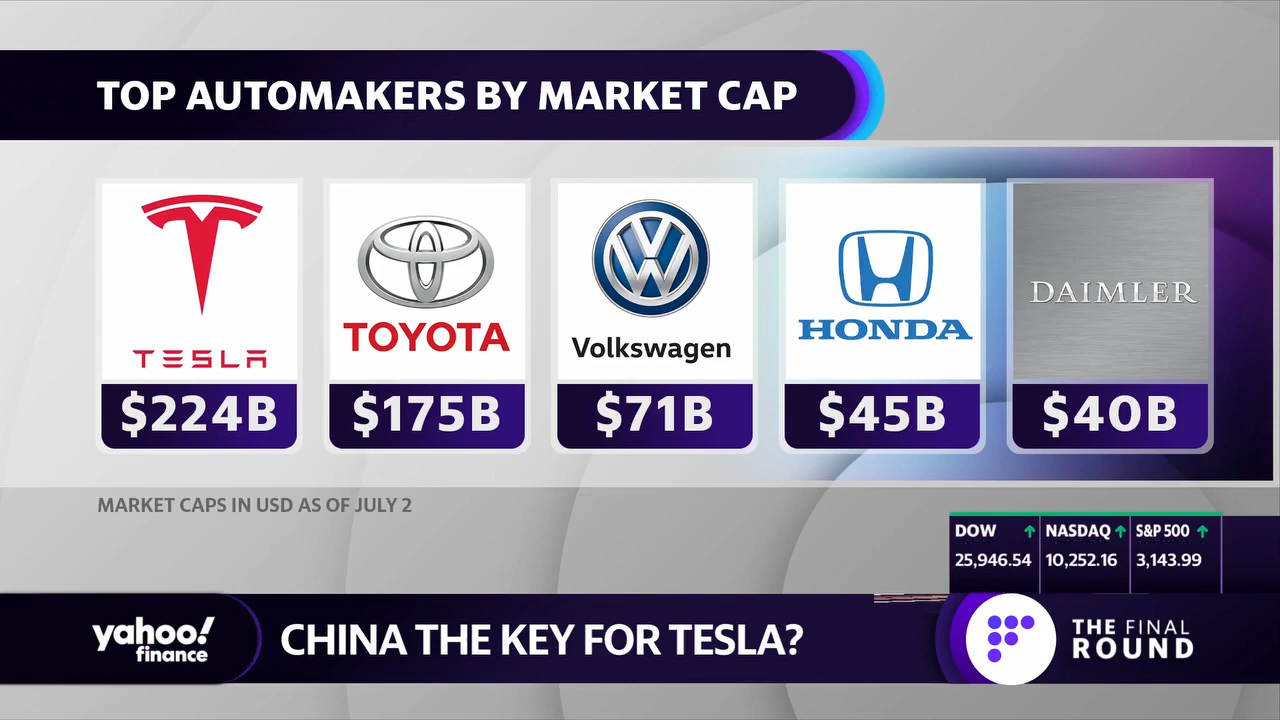 TOP AUTOMAKERS BY MARKET CAP
TESLA
TOYOTA
Volkswagen
HONDA
DAIMLER
$224B
$175B
$71B
$45B
$40B
MARKET CAPS IN USD AS OF JULY 2
DOW
NASDAQ
S&P 500
25,946.54
10,252.16
3,143.99
yahoo!
finance
CHINA THE KEY FOR TESLA?
THE FINAL
ROUND